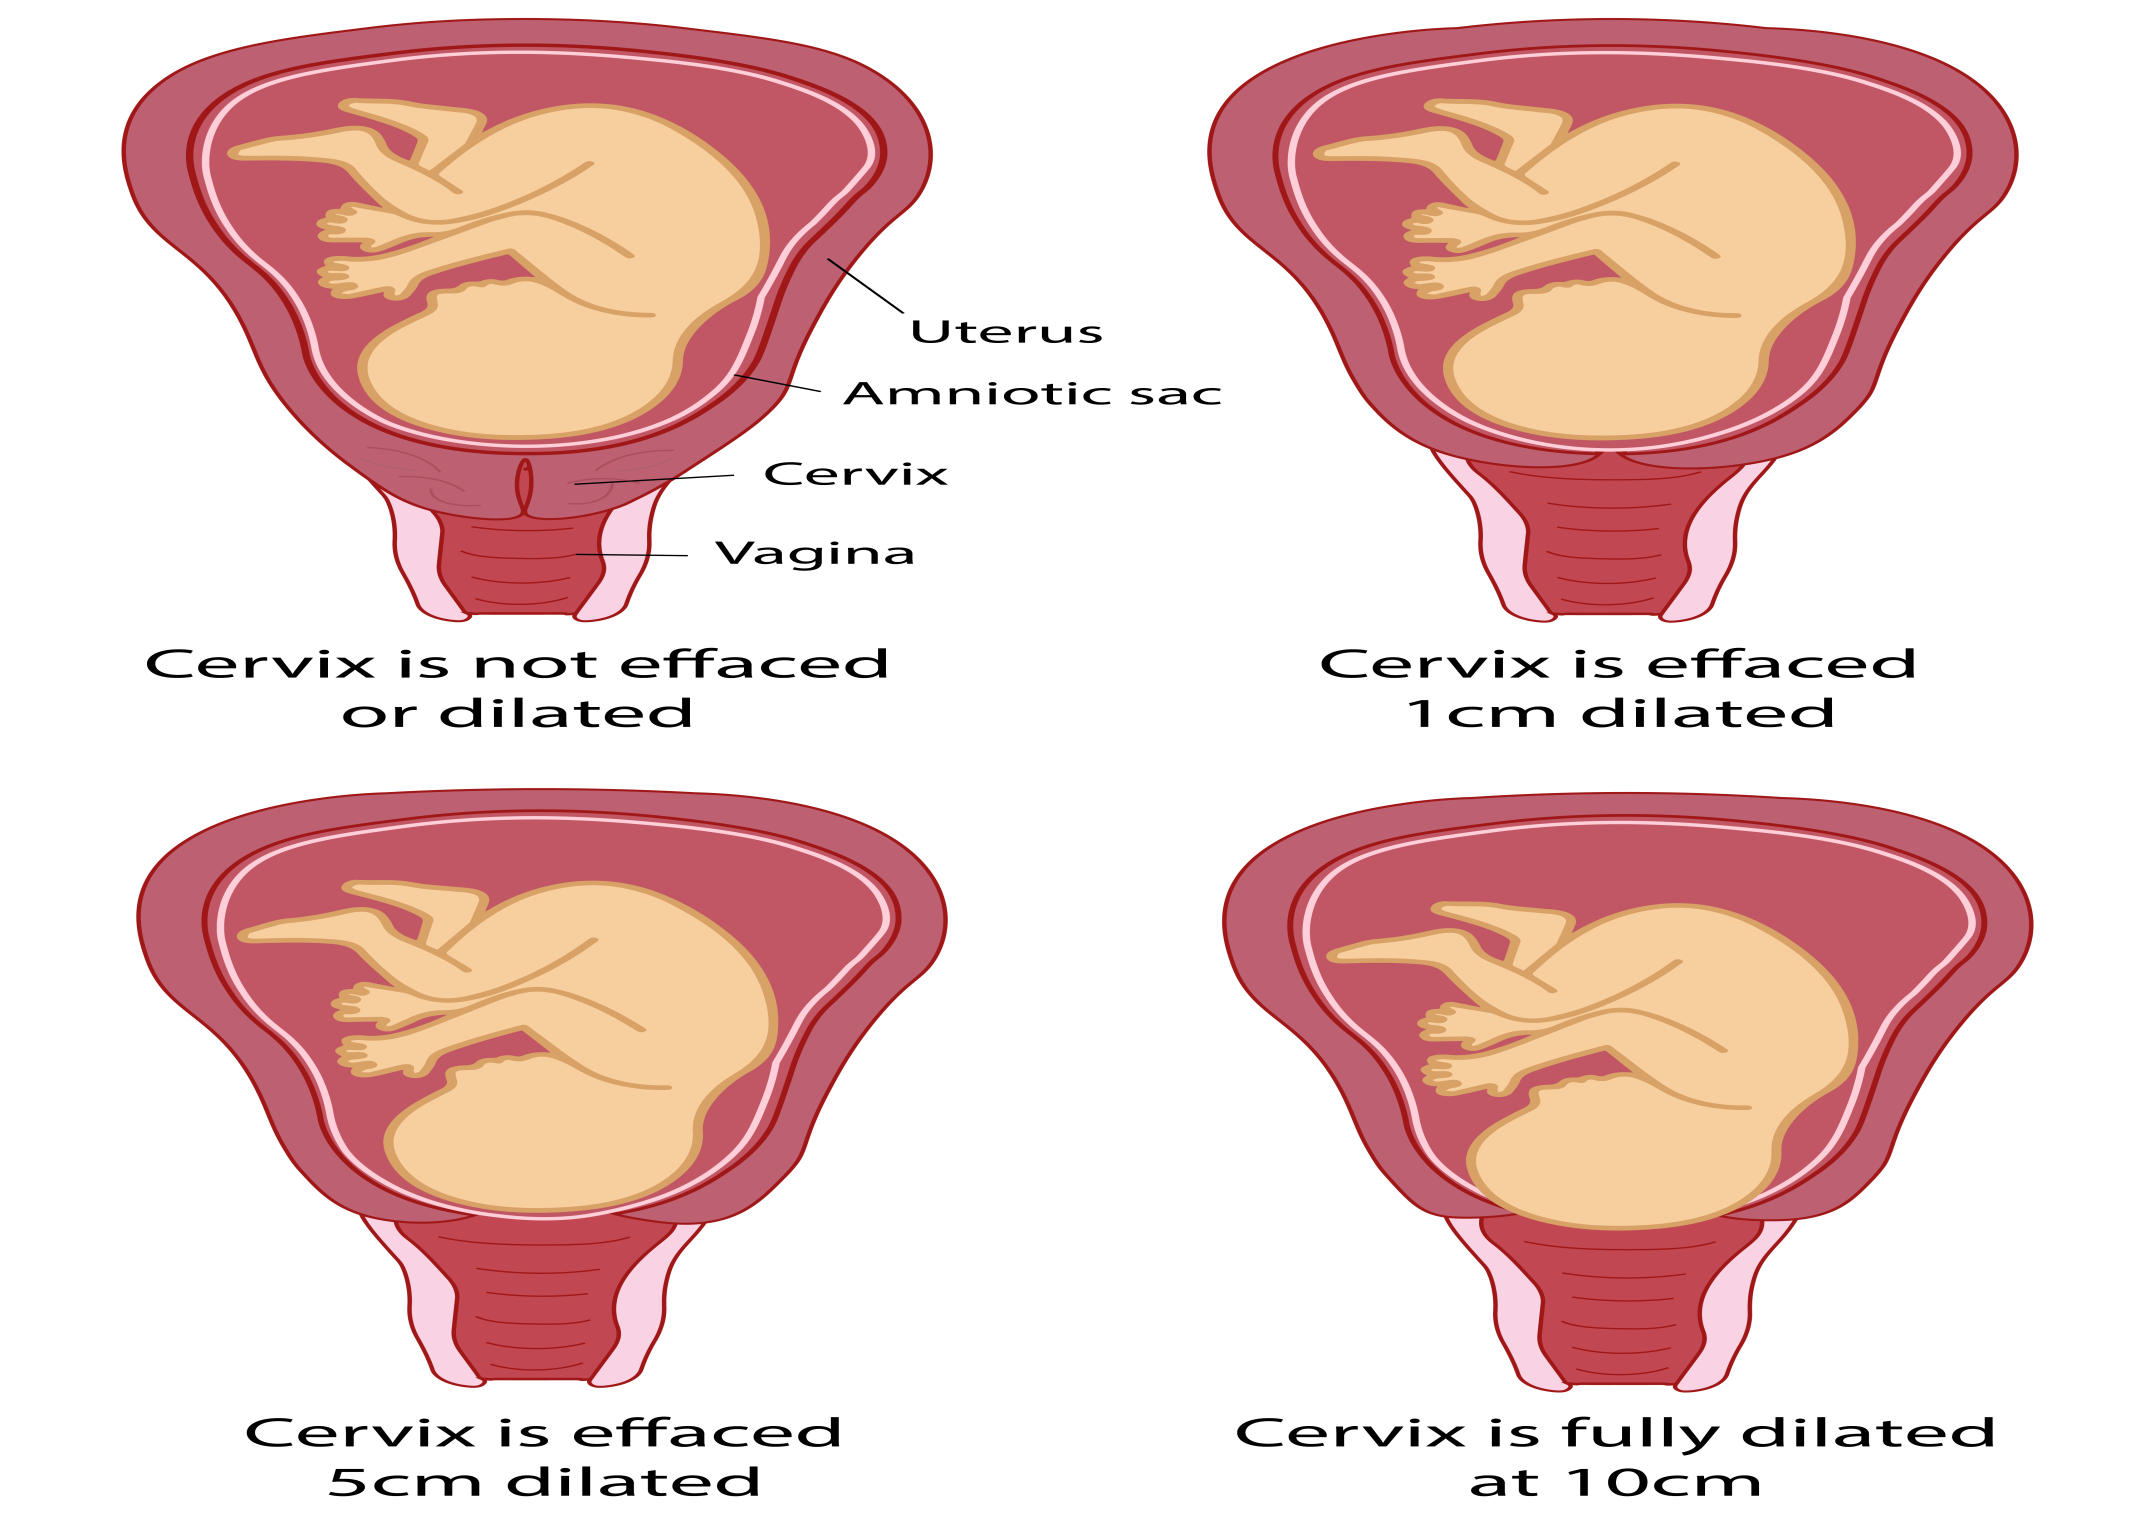 Uterus
Amniotic sac
Cervix
Vagina
Cervix is not effaced
or dilated
Cervix is effaced
1cm dilated
Cervix is effaced
5cm dilated
Cervix is fully dilated
at 10cm